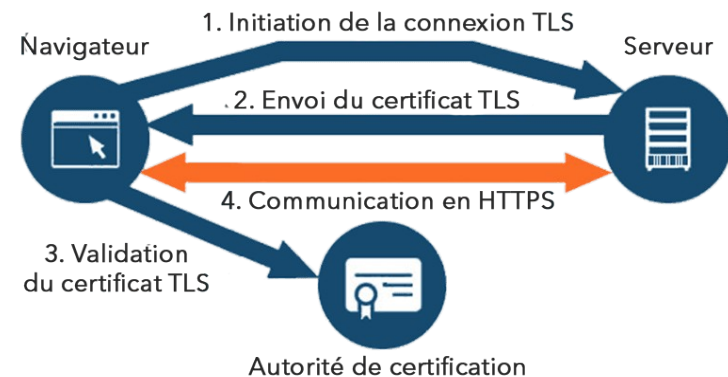 1. Initiation de la connexion TLS
Navigateur
Serveur
2. Envoi du certificat TLS
4. Communication en HTTPS
3. Validation
du certificat TLS
Autorité de certification